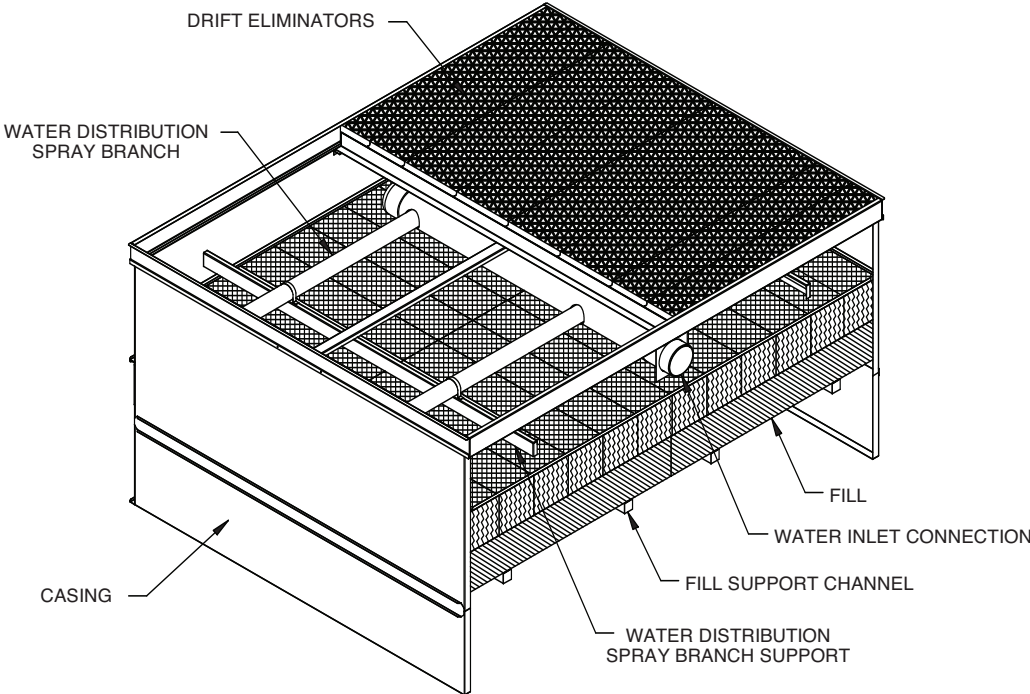 DRIFT ELIMINATORS
WATER DISTRIBUTION
SPRAY BRANCH
FILL
WATER INLET CONNECTION
FILL SUPPORT CHANNEL
CASING
WATER DISTRIBUTION
SPRAY BRANCH SUPPORT